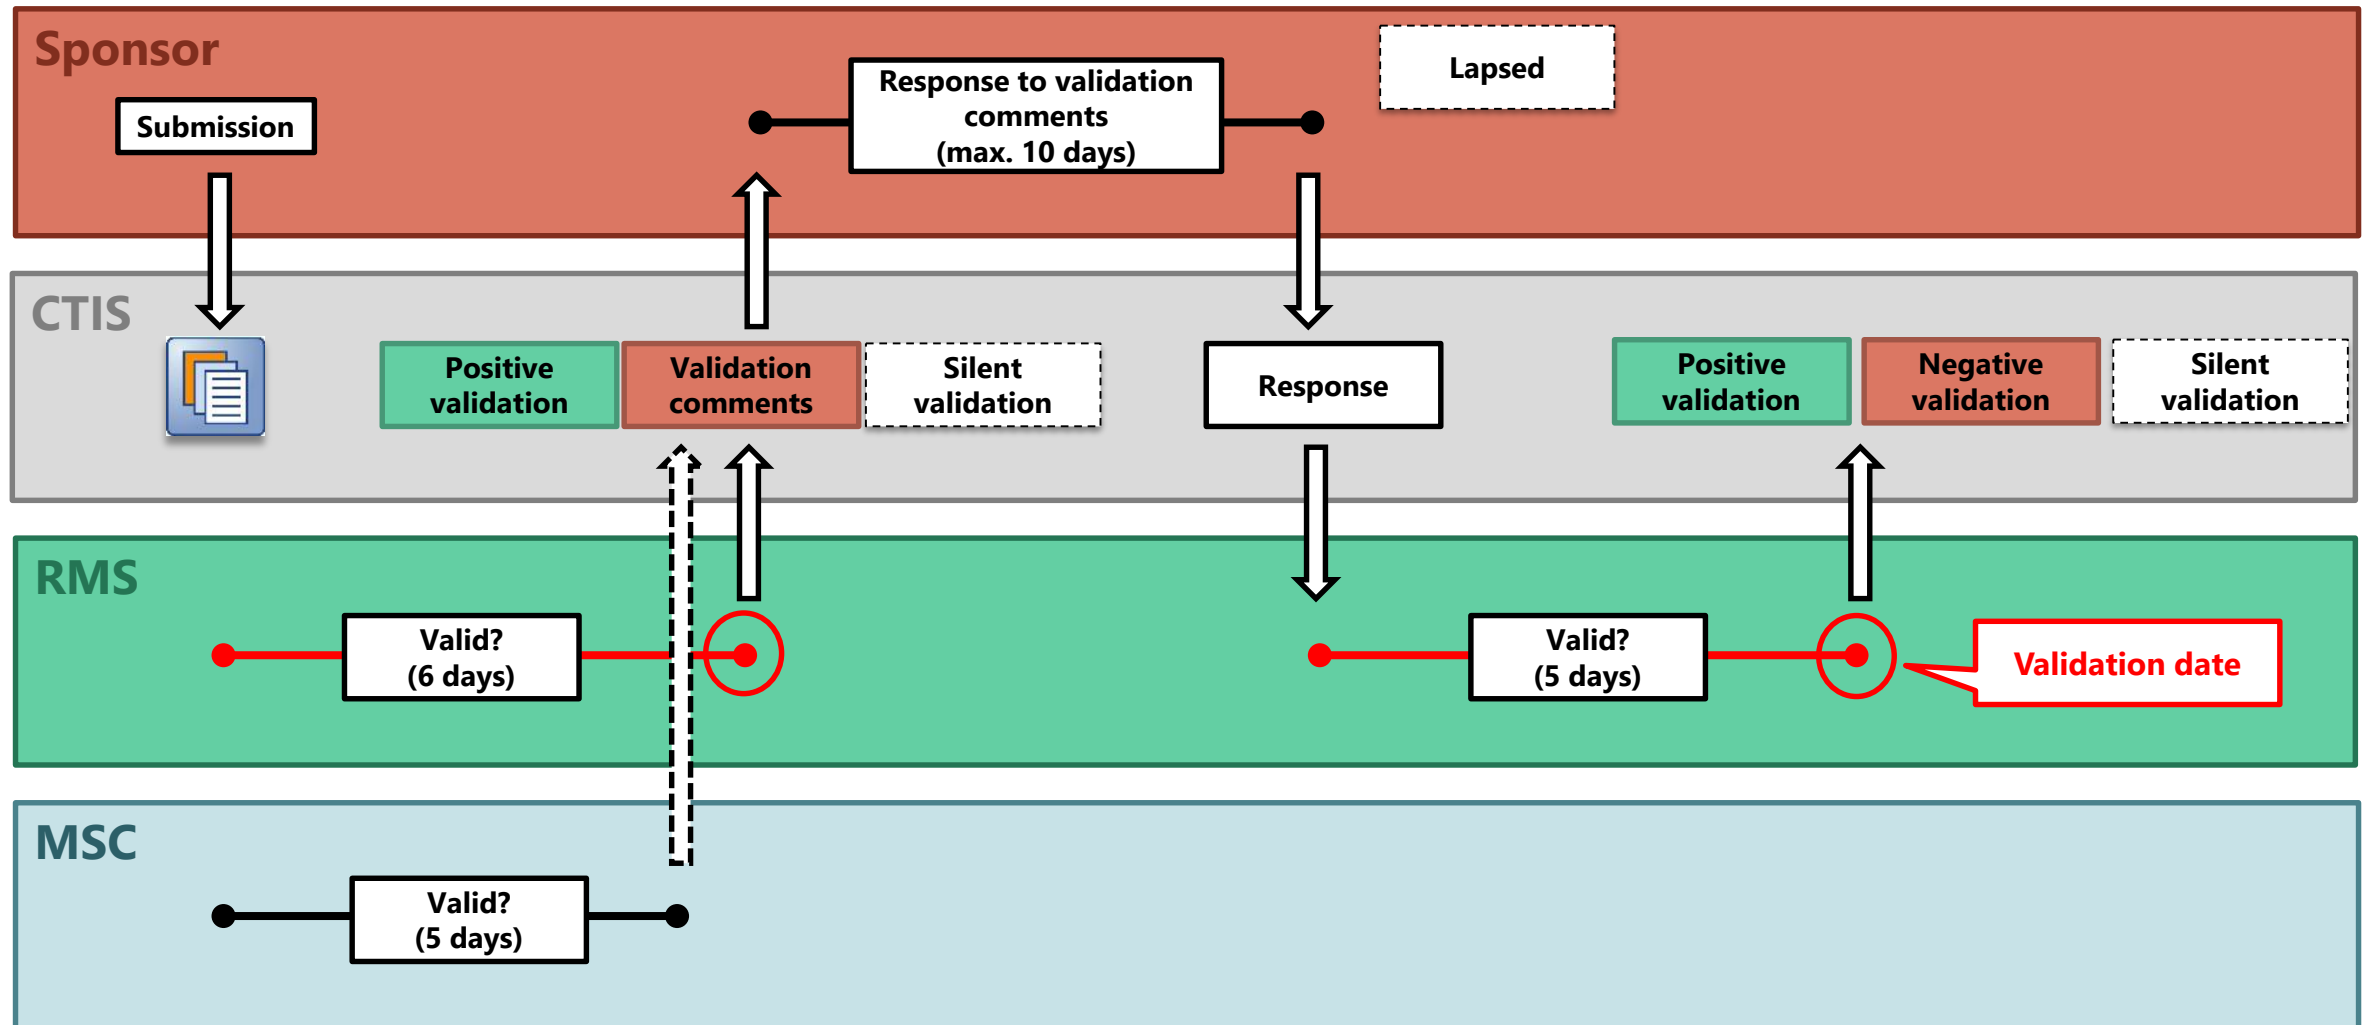 Sponsor
Submission
Response to validation
comments
(max. 10 days)
Lapsed
CTIS
Positive
validation
Validation
comments
Silent
validation
Response
Positive
validation
Negative
validation
Silent
validation
RMS
Valid?
(6 days)
Valid?
(5 days)
Validation date
MSC
Valid?
(5 days)